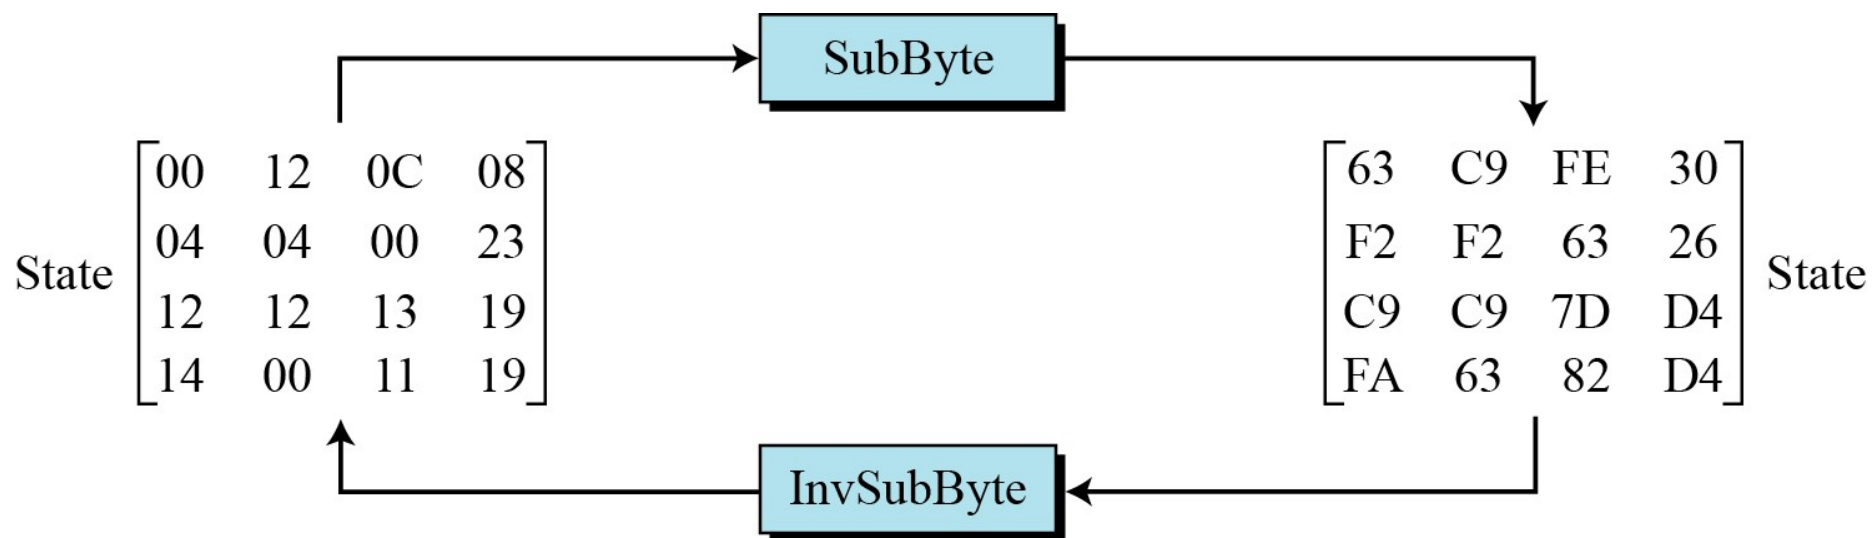 SubByte
00 12 0C 08 63 C9 FE 30
04 04 00 23 F2 F2 63 26
State State
12 12 13 19 C9 C9 7D D4
14 00 11 19 FA 63 82 D4
InvSubByte